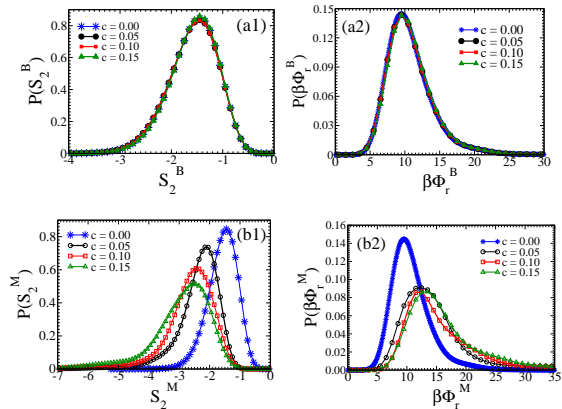 (a1)
c = 0.00
c = 0.05
c = 0.10
c = 0.15
P(S₂ᴮ)
0.8
0.6
0.4
0.2
0
-4 -3 -2 -1 0
S₂ᴮ
(a2)
c = 0.00
c = 0.05
c = 0.10
c = 0.15
P(βΦᵣᴮ)
0.15
0.12
0.09
0.06
0.03
0.00
0 5 10 15 20 25 30
βΦᵣᴮ
(b1)
c = 0.00
c = 0.05
c = 0.10
c = 0.15
P(S₂ᴹ)
0.8
0.6
0.4
0.2
0
-7 -6 -5 -4 -3 -2 -1 0
S₂ᴹ
(b2)
c = 0.00
c = 0.05
c = 0.10
c = 0.15
P(βΦᵣᴹ)
0.16
0.14
0.12
0.10
0.08
0.06
0.04
0.02
0.00
0 5 10 15 20 25 30 35
βΦᵣᴹ